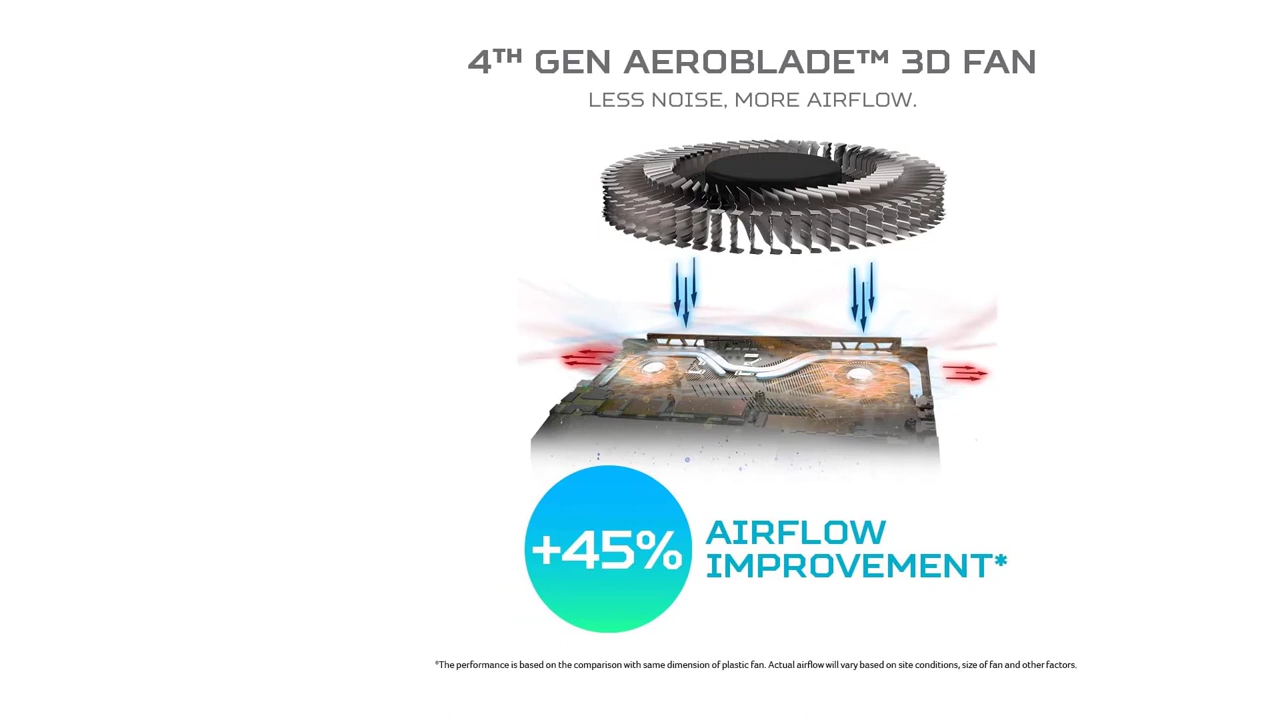 4TH GEN AEROBLADE™ 3D FAN
LESS NOISE, MORE AIRFLOW.
+45%
AIRFLOW
IMPROVEMENT*
*The performance is based on the comparison with same dimension of plastic fan. Actual airflow will vary based on site conditions, size of fan and other factors.